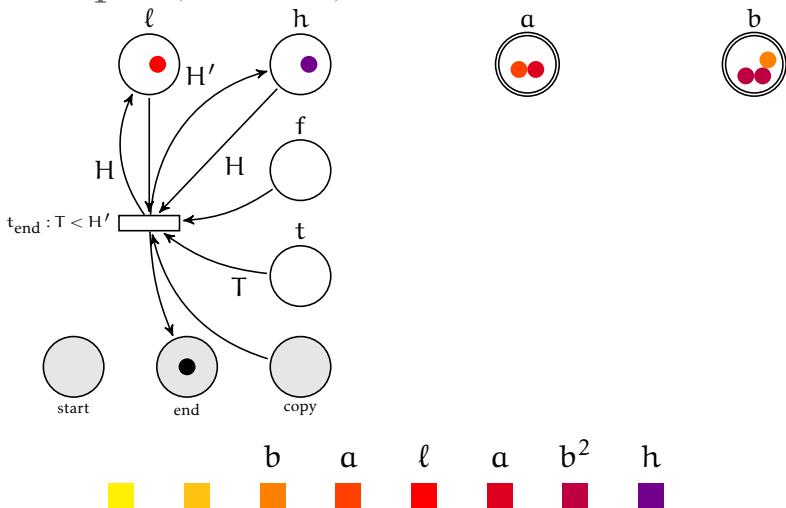 ℓ h a b
H′
f
H H
t_end : T < H′
t
T
start end copy
b a ℓ a b² h